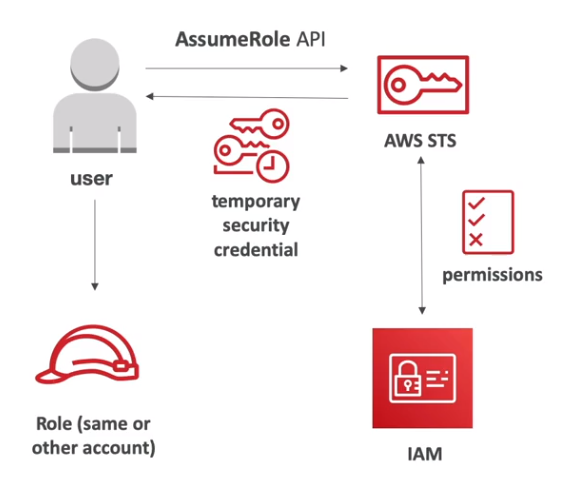 AssumeRole API
AWS STS
user
temporary
security
credential
permissions
Role (same or
other account)
IAM